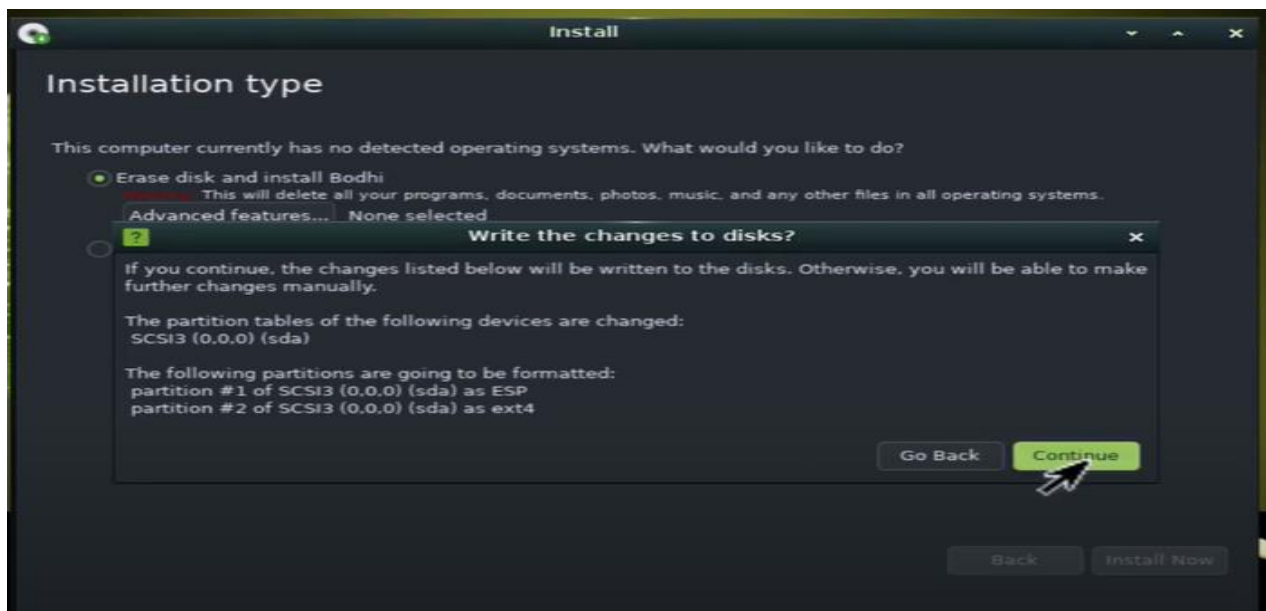 Install
Installation type
This computer currently has no detected operating systems. What would you like to do?
Erase disk and install Bodhi
This will delete all your programs, documents, photos, music, and any other files in all operating systems.
Advanced features... None selected
Write the changes to disks?
If you continue, the changes listed below will be written to the disks. Otherwise, you will be able to make
further changes manually.
The partition tables of the following devices are changed:
SCSI3 (0,0,0) (sda)
The following partitions are going to be formatted:
partition #1 of SCSI3 (0,0,0) (sda) as ESP
partition #2 of SCSI3 (0,0,0) (sda) as ext4
Go Back Continue
Back Install Now